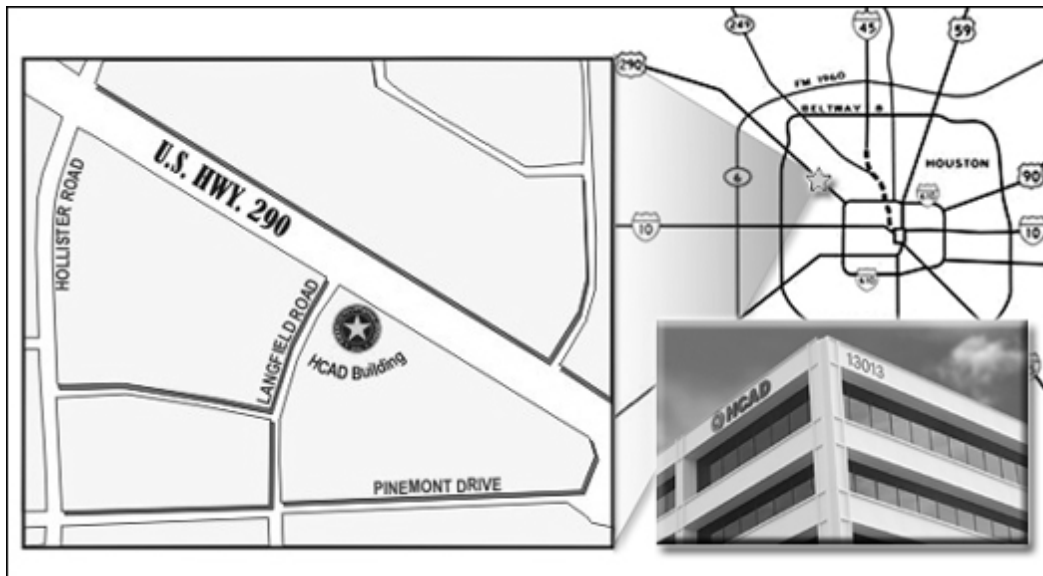 HOLLISTER ROAD
U.S. HWY. 290
LANGFIELD ROAD
HCAD Building
PINEMONT DRIVE
249
45
59
290
FM 1960
BELTWAY 8
HOUSTON
6
90
610
10
10
610
HCAD
13013